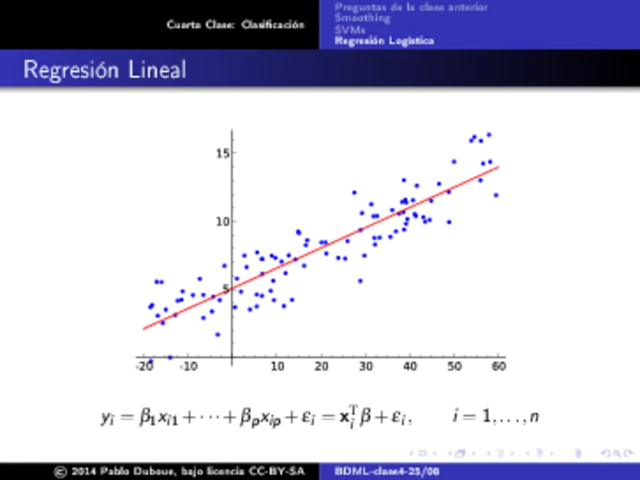 Preguntas de la clase anterior
Cuarta Clase: Clasificación
Smoothing
SVMs
Regresión Logística
Regresión Lineal
15
10
5
-20 -10 10 20 30 40 50 60
yᵢ = β₁xᵢ₁ + ··· + βₚxᵢₚ + εᵢ = xᵢᵀβ + εᵢ, i = 1, ..., n
© 2014 Pablo Duboue, bajo licencia CC-BY-SA BDML-clase4-25/08